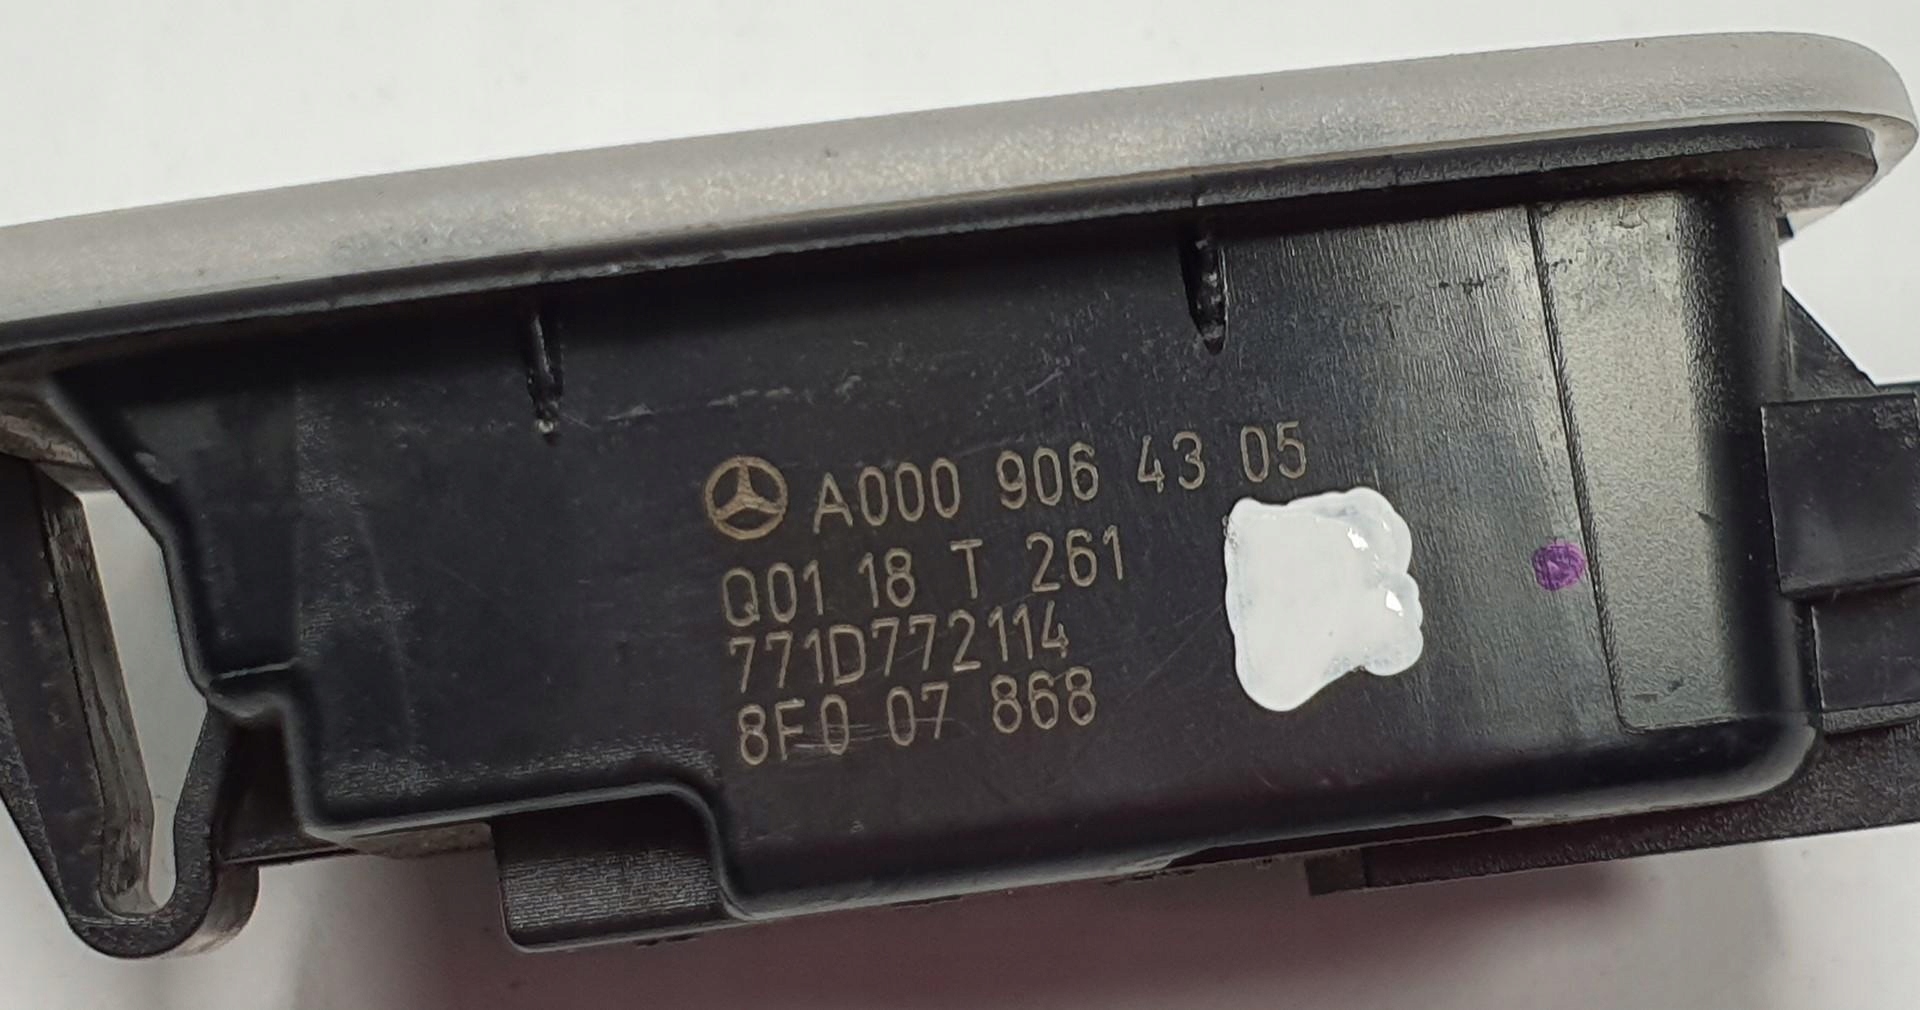 A000 906 43 05
Q01 18 T 261
771D772114
8F0 07 868